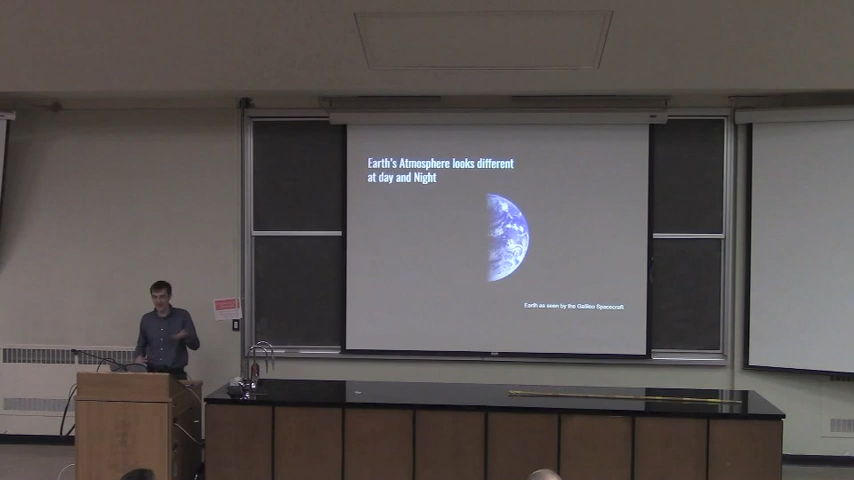 Earth's Atmosphere looks different
at day and Night
Earth as seen by the Galileo Spacecraft